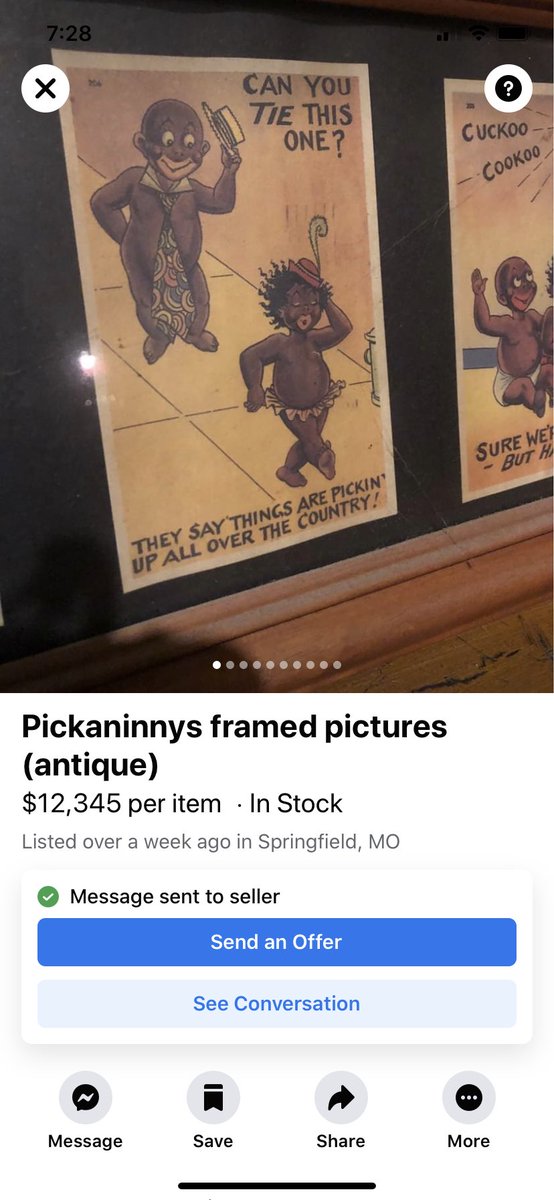 7:28
206
CAN YOU
TIE THIS
ONE?
THEY SAY THINGS ARE PICKIN'
UP ALL OVER THE COUNTRY!
CUCKOO
COOKOO
SURE WE'R
- BUT HA
Pickaninnys framed pictures
(antique)
$12,345 per item · In Stock
Listed over a week ago in Springfield, MO
Message sent to seller
Send an Offer
See Conversation
Message
Save
Share
More